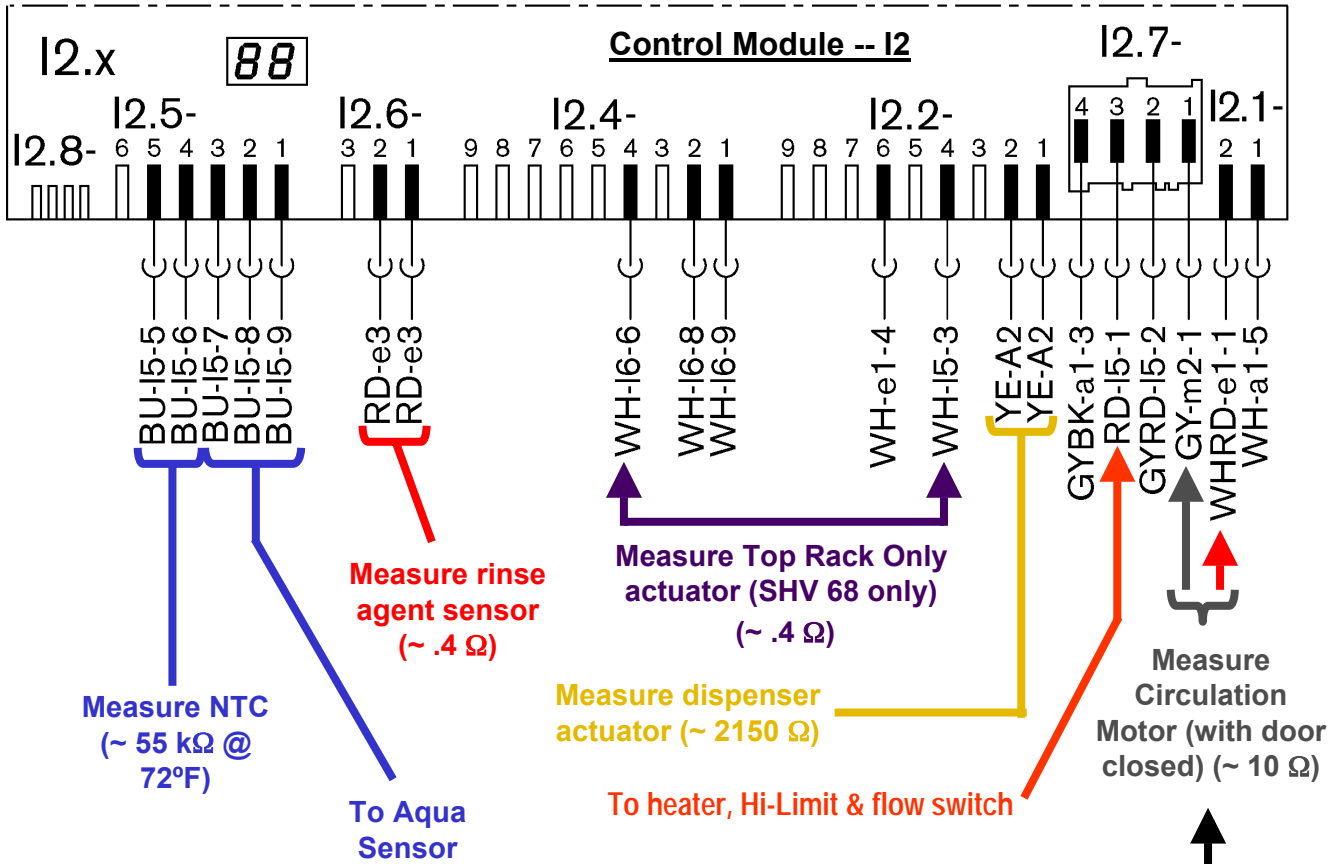 Control Module -- I2
I2.x
88
I2.7-
I2.8-
I2.5-
I2.6-
I2.4-
I2.2-
I2.1-
6 5 4 3 2 1
3 2 1
9 8 7 6 5 4 3 2 1
9 8 7 6 5 4 3 2 1
4 3 2 1
2 1
BU-I5-5
BU-I5-6
BU-I5-7
BU-I5-8
BU-I5-9
RD-e3
RD-e3
WH-I6-6
WH-I6-8
WH-I6-9
WH-e1-4
WH-I5-3
YE-A2
YE-A2
GYBK-a1-3
RD-I5-1
GYRD-I5-2
GY-m2-1
WHRD-e1-1
WH-a1-5
Measure NTC
(~ 55 kΩ @
72ºF)
To Aqua
Sensor
Measure rinse
agent sensor
(~ .4 Ω)
Measure Top Rack Only
actuator (SHV 68 only)
(~ .4 Ω)
Measure dispenser
actuator (~ 2150 Ω)
To heater, Hi-Limit & flow switch
Measure
Circulation
Motor (with door
closed) (~ 10 Ω)